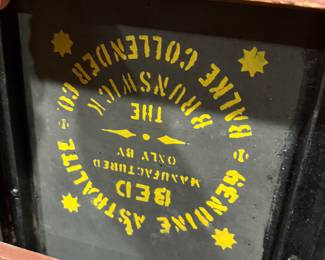 GENUINE ASTRALITE
BED
MANUFACTURED
ONLY BY
THE
BRUNSWICK
BALKE COLLENDER CO.